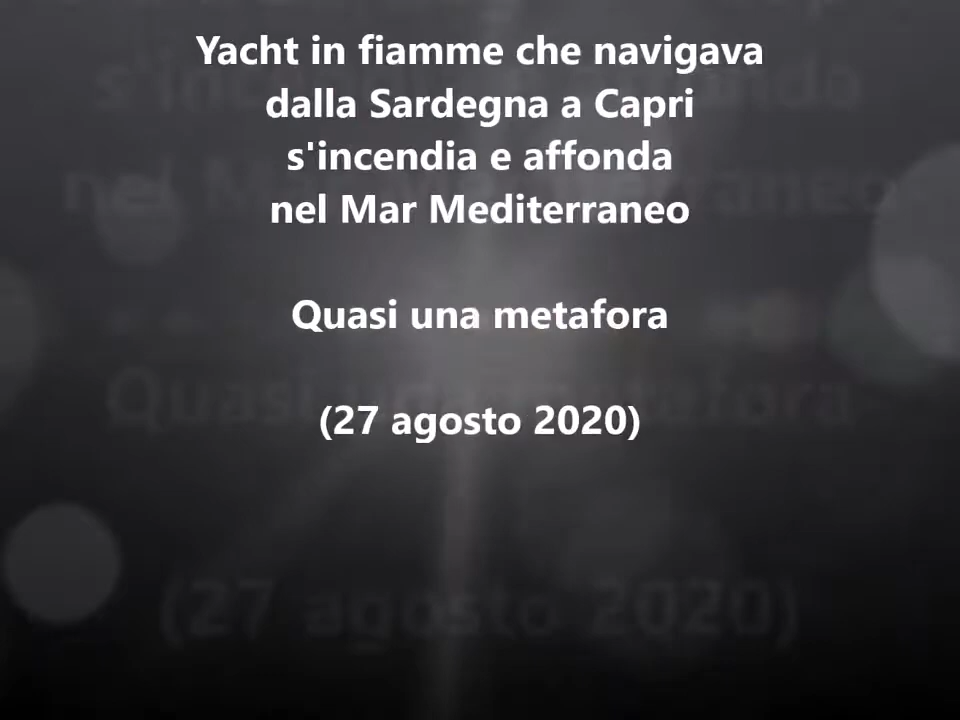 Yacht in fiamme che navigava
dalla Sardegna a Capri
s'incendia e affonda
nel Mar Mediterraneo
Quasi una metafora
(27 agosto 2020)